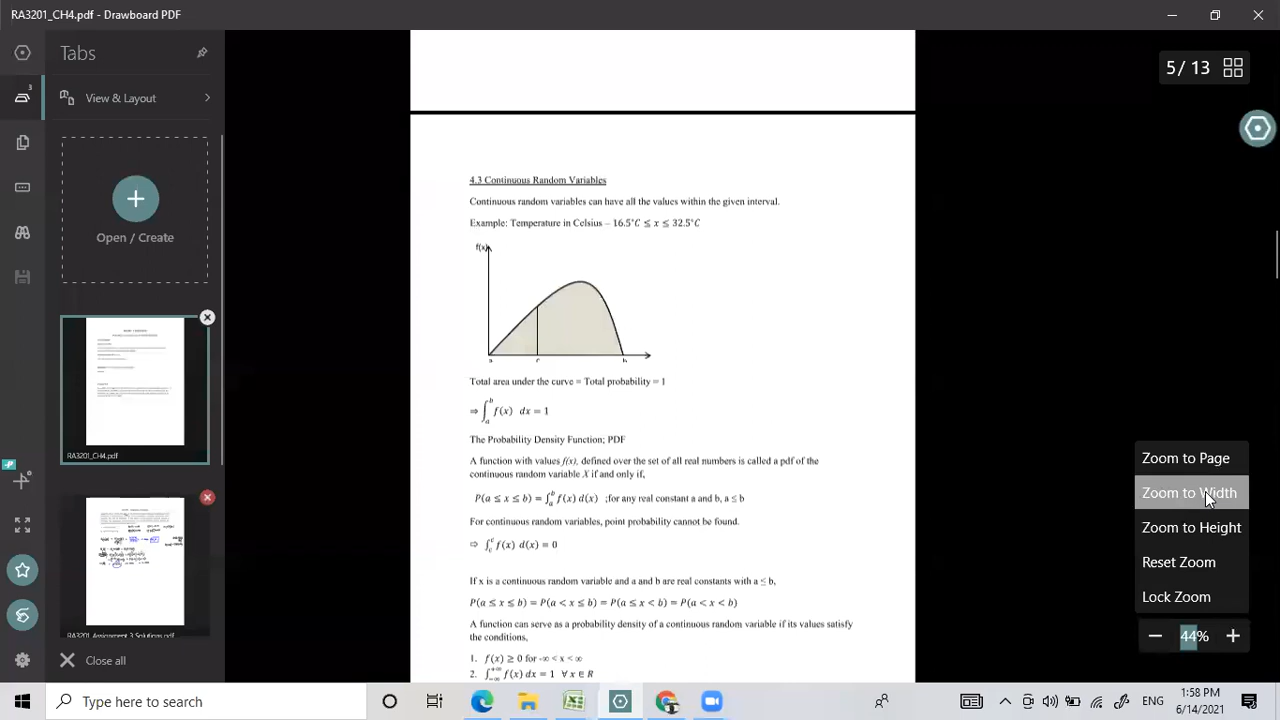 RA3201_CH4.pdf - Drawboard PDF
Tabs
View & Layout
Open / Create
RA3201_CH4.pdf
RA3201 Assignment 3 Solutions.pdf
Close all
5 / 13
4.3 Continuous Random Variables
Continuous random variables can have all the values within the given interval.
Example: Temperature in Celsius – 16.5°C ≤ x ≤ 32.5°C
f(x)
a c b
Total area under the curve = Total probability = 1
⇒ ∫_a^b f(x) dx = 1
The Probability Density Function; PDF
A function with values f(x), defined over the set of all real numbers is called a pdf of the
continuous random variable X if and only if,
P(a ≤ x ≤ b) = ∫_a^b f(x) d(x) ;for any real constant a and b, a ≤ b
For continuous random variables, point probability cannot be found.
⇒ ∫_c^c f(x) d(x) = 0
If x is a continuous random variable and a and b are real constants with a ≤ b,
P(a ≤ x ≤ b) = P(a < x ≤ b) = P(a ≤ x < b) = P(a < x < b)
A function can serve as a probability density of a continuous random variable if its values satisfy
the conditions,
1. f(x) ≥ 0 for -∞ < x < ∞
2. ∫_{-∞}^{+∞} f(x) dx = 1 ∀ x ∈ R
Zoom to Page
Zoom to Width
Zoom to Height
Reset Zoom
Lock Zoom
44%
Type here to search
ENG
1:58 PM
6/14/2021